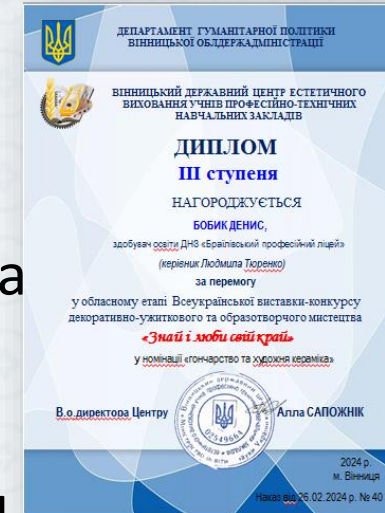 ДЕПАРТАМЕНТ ГУМАНІТАРНОЇ ПОЛІТИКИ
ВІННИЦЬКОЇ ОБЛДЕРЖАДМІНІСТРАЦІЇ
ВІННИЦЬКИЙ ДЕРЖАВНИЙ ЦЕНТР ЕСТЕТИЧНОГО
ВИХОВАННЯ УЧНІВ ПРОФЕСІЙНО-ТЕХНІЧНИХ
НАВЧАЛЬНИХ ЗАКЛАДІВ
ДИПЛОМ
III ступеня
НАГОРОДЖУЄТЬСЯ
БОБИК ДЕНИС,
здобувач освіти ДНЗ «Браїлівський професійний ліцей»
(керівник Людмила Тюренко)
за перемогу
а
у обласному етапі Всеукраїнської виставки-конкурсу
декоративно-ужиткового та образотворчого мистецтва
«Знай і люби свій край»
у номінації «гончарство та художня кераміка»
В.о.директора Центру Алла САПОЖНІК
02549661
2024 р.
м. Вінниця
Наказ від 26.02.2024 р. № 40